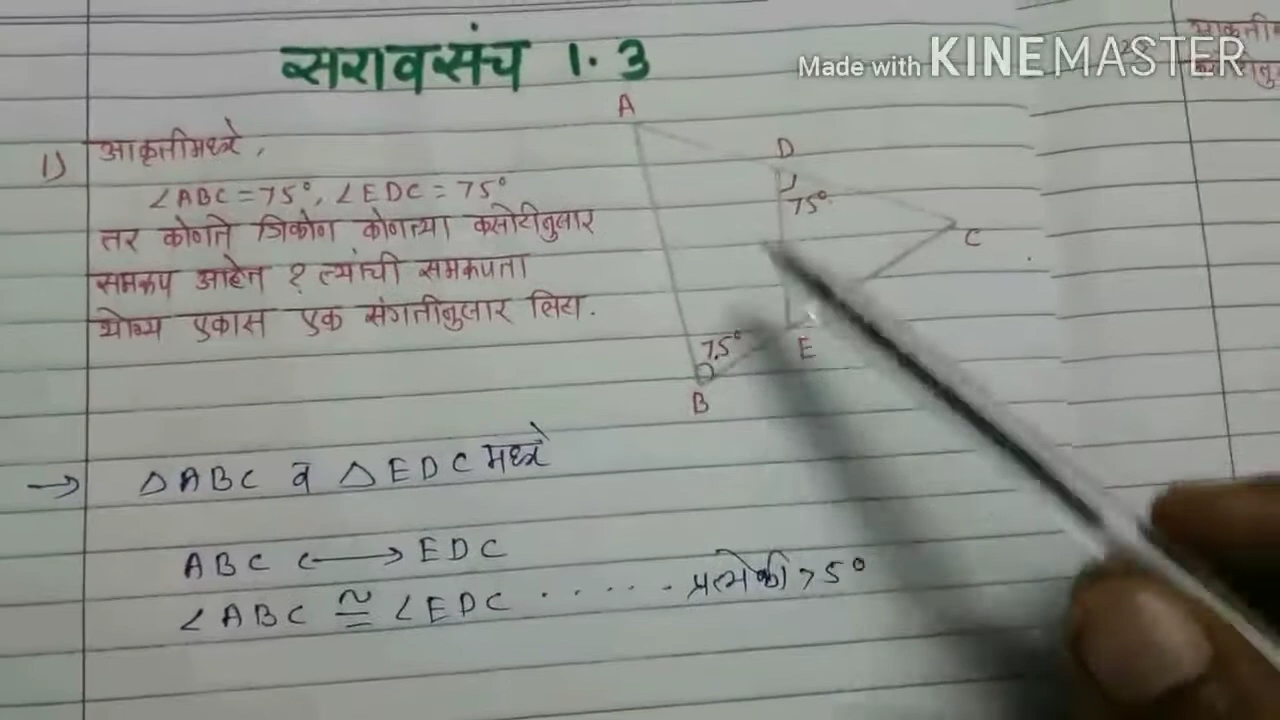 सरावसंच 1.3
Made with KINEMASTER
1) आकृतीमध्ये,
∠ABC = 75°, ∠EDC = 75°
तर कोणते त्रिकोण कोणत्या कसोटीनुसार
समरूप आहेत ? त्यांची समरूपता
योग्य एकास एक संगतीनुसार लिहा.
A
D
75°
C
75°
E
B
→ △ABC व △EDC मध्ये
ABC ⟷ EDC
∠ABC ≅ ∠EDC ...... प्रत्येकी 75°